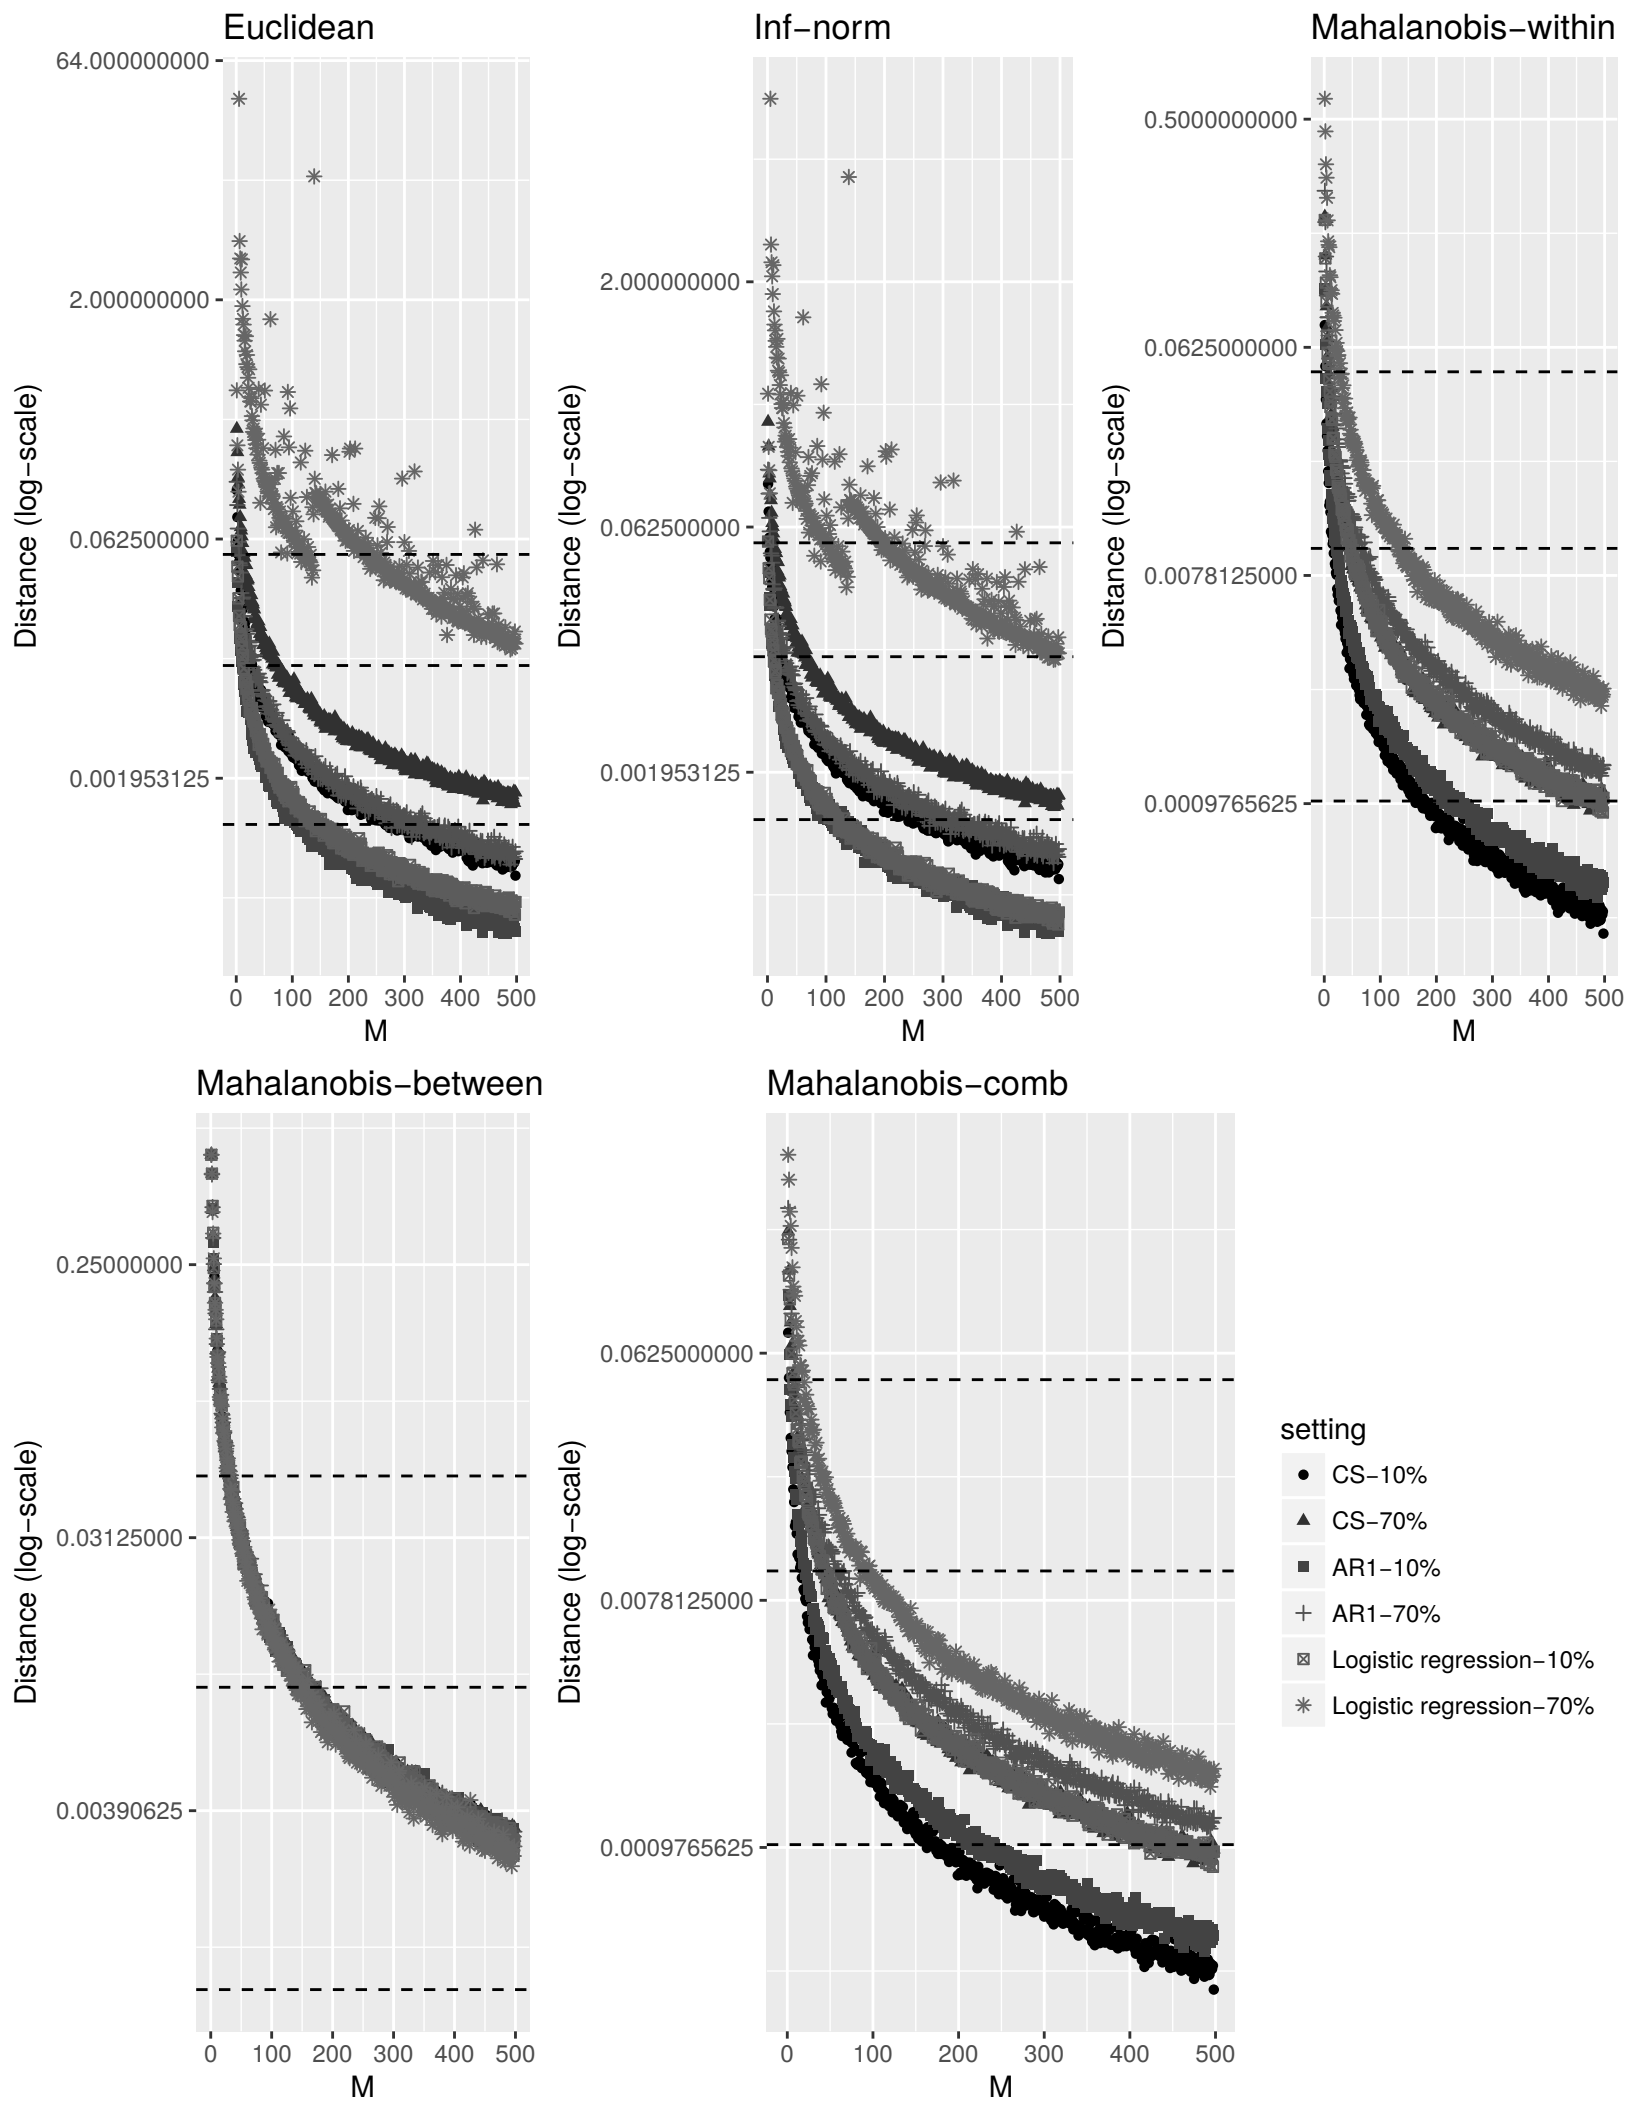 Euclidean
Inf−norm
Mahalanobis−within
64.000000000
2.000000000
0.062500000
0.001953125
Distance (log−scale)
0 100 200 300 400 500
M
2.000000000
0.062500000
0.001953125
Distance (log−scale)
0 100 200 300 400 500
M
0.5000000000
0.0625000000
0.0078125000
0.0009765625
Distance (log−scale)
0 100 200 300 400 500
M
Mahalanobis−between
Mahalanobis−comb
0.25000000
0.03125000
0.00390625
Distance (log−scale)
0 100 200 300 400 500
M
0.0625000000
0.0078125000
0.0009765625
Distance (log−scale)
0 100 200 300 400 500
M
setting
CS−10%
CS−70%
AR1−10%
AR1−70%
Logistic regression−10%
Logistic regression−70%